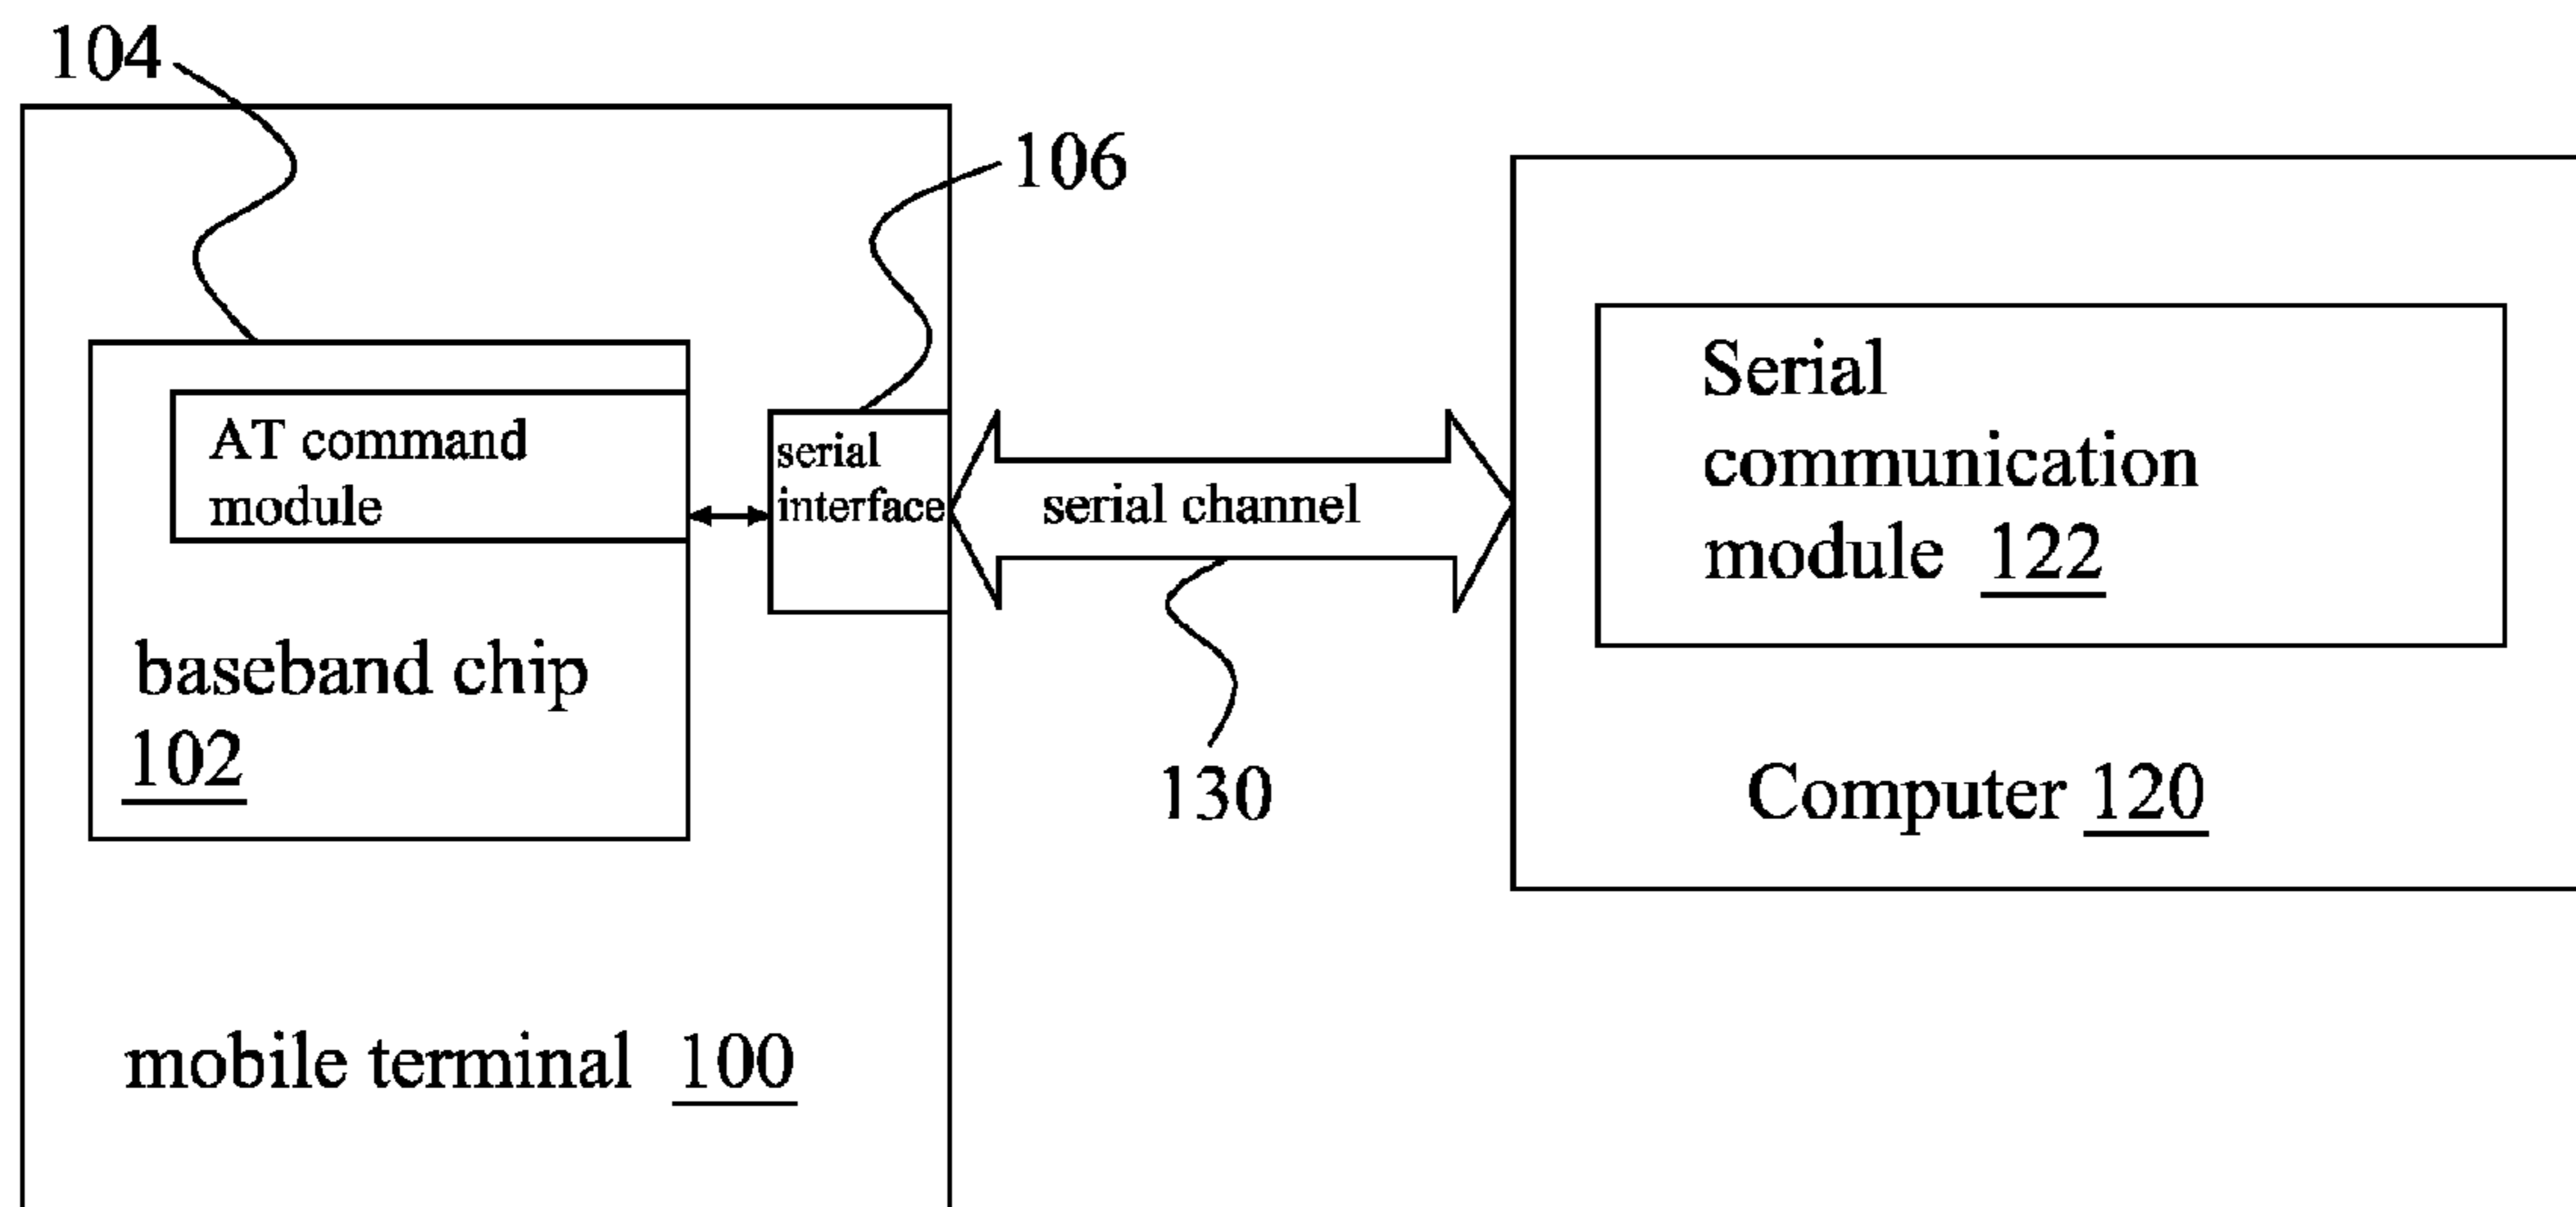 104
106
AT command
module
serial
interface
serial channel
baseband chip
102
mobile terminal 100
130
Serial
communication
module 122
Computer 120